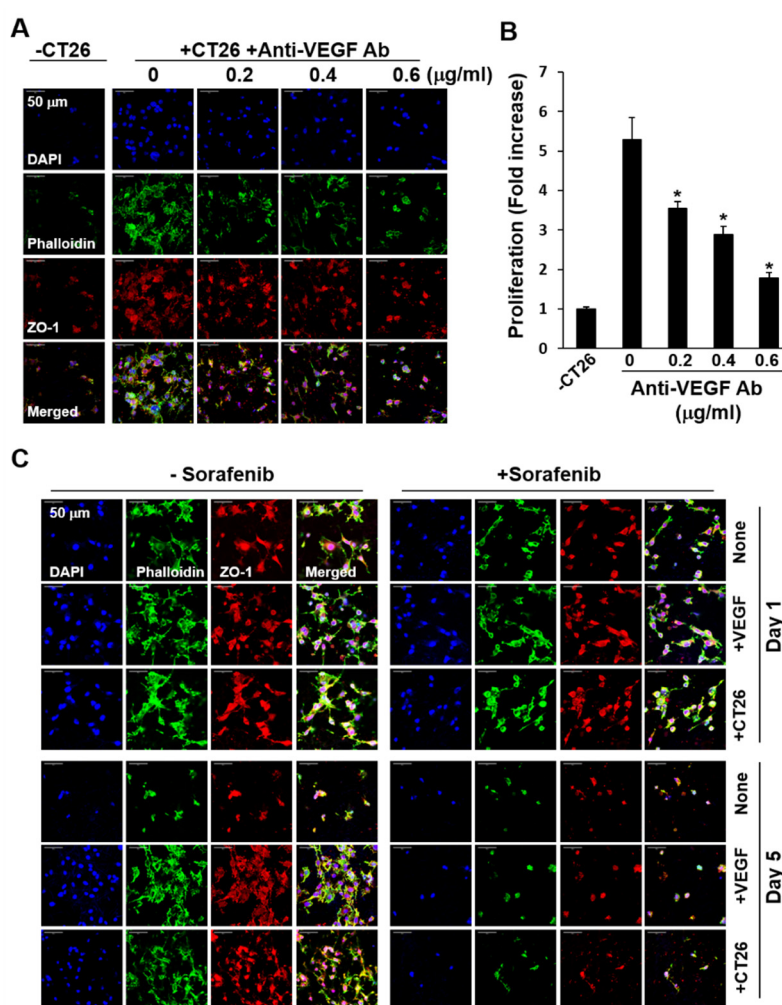 A
-CT26
+CT26 +Anti-VEGF Ab
0 0.2 0.4 0.6 (μg/ml)
50 μm
DAPI
Phalloidin
ZO-1
Merged
B
Proliferation (Fold increase)
7
6
5
4
3
2
1
0
* * *
-CT26
0 0.2 0.4 0.6
Anti-VEGF Ab
(μg/ml)
C
- Sorafenib
+Sorafenib
50 μm
DAPI Phalloidin ZO-1 Merged
None
+VEGF
+CT26
Day 1
None
+VEGF
+CT26
Day 5